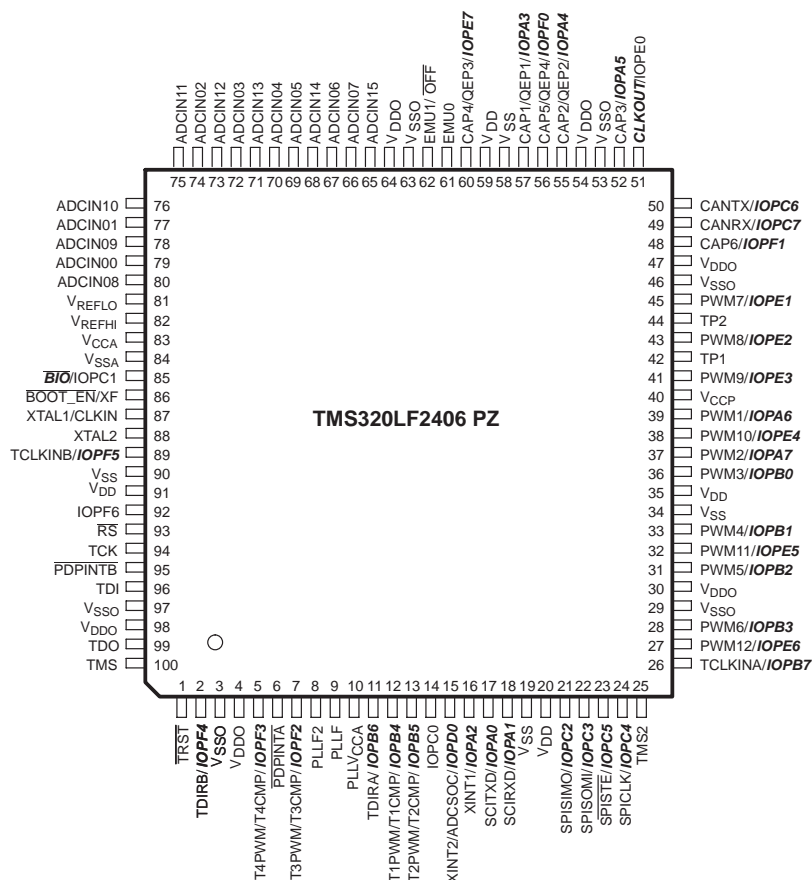 ADCIN11
ADCIN02
ADCIN12
ADCIN03
ADCIN13
ADCIN04
ADCIN05
ADCIN14
ADCIN06
ADCIN07
ADCIN15
VDDO
VSSO
EMU1/ OFF
EMU0
CAP4/QEP3/IOPE7
VDD
VSS
CAP1/QEP1/IOPA3
CAP5/QEP4/IOPF0
CAP2/QEP2/IOPA4
VDDO
VSSO
CAP3/IOPA5
CLKOUT/IOPE0
75 74 73 72 71 70 69 68 67 66 65 64 63 62 61 60 59 58 57 56 55 54 53 52 51
ADCIN10 76
ADCIN01 77
ADCIN09 78
ADCIN00 79
ADCIN08 80
VREFLO 81
VREFHI 82
VCCA 83
VSSA 84
BIO/IOPC1 85
BOOT_EN/XF 86
XTAL1/CLKIN 87
XTAL2 88
TCLKINB/IOPF5 89
VSS 90
VDD 91
IOPF6 92
RS 93
TCK 94
PDPINTB 95
TDI 96
VSSO 97
VDDO 98
TDO 99
TMS 100
TMS320LF2406 PZ
50 CANTX/IOPC6
49 CANRX/IOPC7
48 CAP6/IOPF1
47 VDDO
46 VSSO
45 PWM7/IOPE1
44 TP2
43 PWM8/IOPE2
42 TP1
41 PWM9/IOPE3
40 VCCP
39 PWM1/IOPA6
38 PWM10/IOPE4
37 PWM2/IOPA7
36 PWM3/IOPB0
35 VDD
34 VSS
33 PWM4/IOPB1
32 PWM11/IOPE5
31 PWM5/IOPB2
30 VDDO
29 VSSO
28 PWM6/IOPB3
27 PWM12/IOPE6
26 TCLKINA/IOPB7
1 2 3 4 5 6 7 8 9 10 11 12 13 14 15 16 17 18 19 20 21 22 23 24 25
TRST
TDIRB/IOPF4
VSSO
VDDO
T4PWM/T4CMP/IOPF3
PDPINTA
T3PWM/T3CMP/IOPF2
PLLF2
PLLF
PLLVCCA
TDIRA/IOPB6
T1PWM/T1CMP/IOPB4
T2PWM/T2CMP/IOPB5
IOPC0
XINT2/ADCSOC/IOPD0
XINT1/IOPA2
SCITXD/IOPA0
SCIRXD/IOPA1
VSS
VDD
SPISIMO/IOPC2
SPISOMI/IOPC3
SPISTE/IOPC5
SPICLK/IOPC4
TMS2